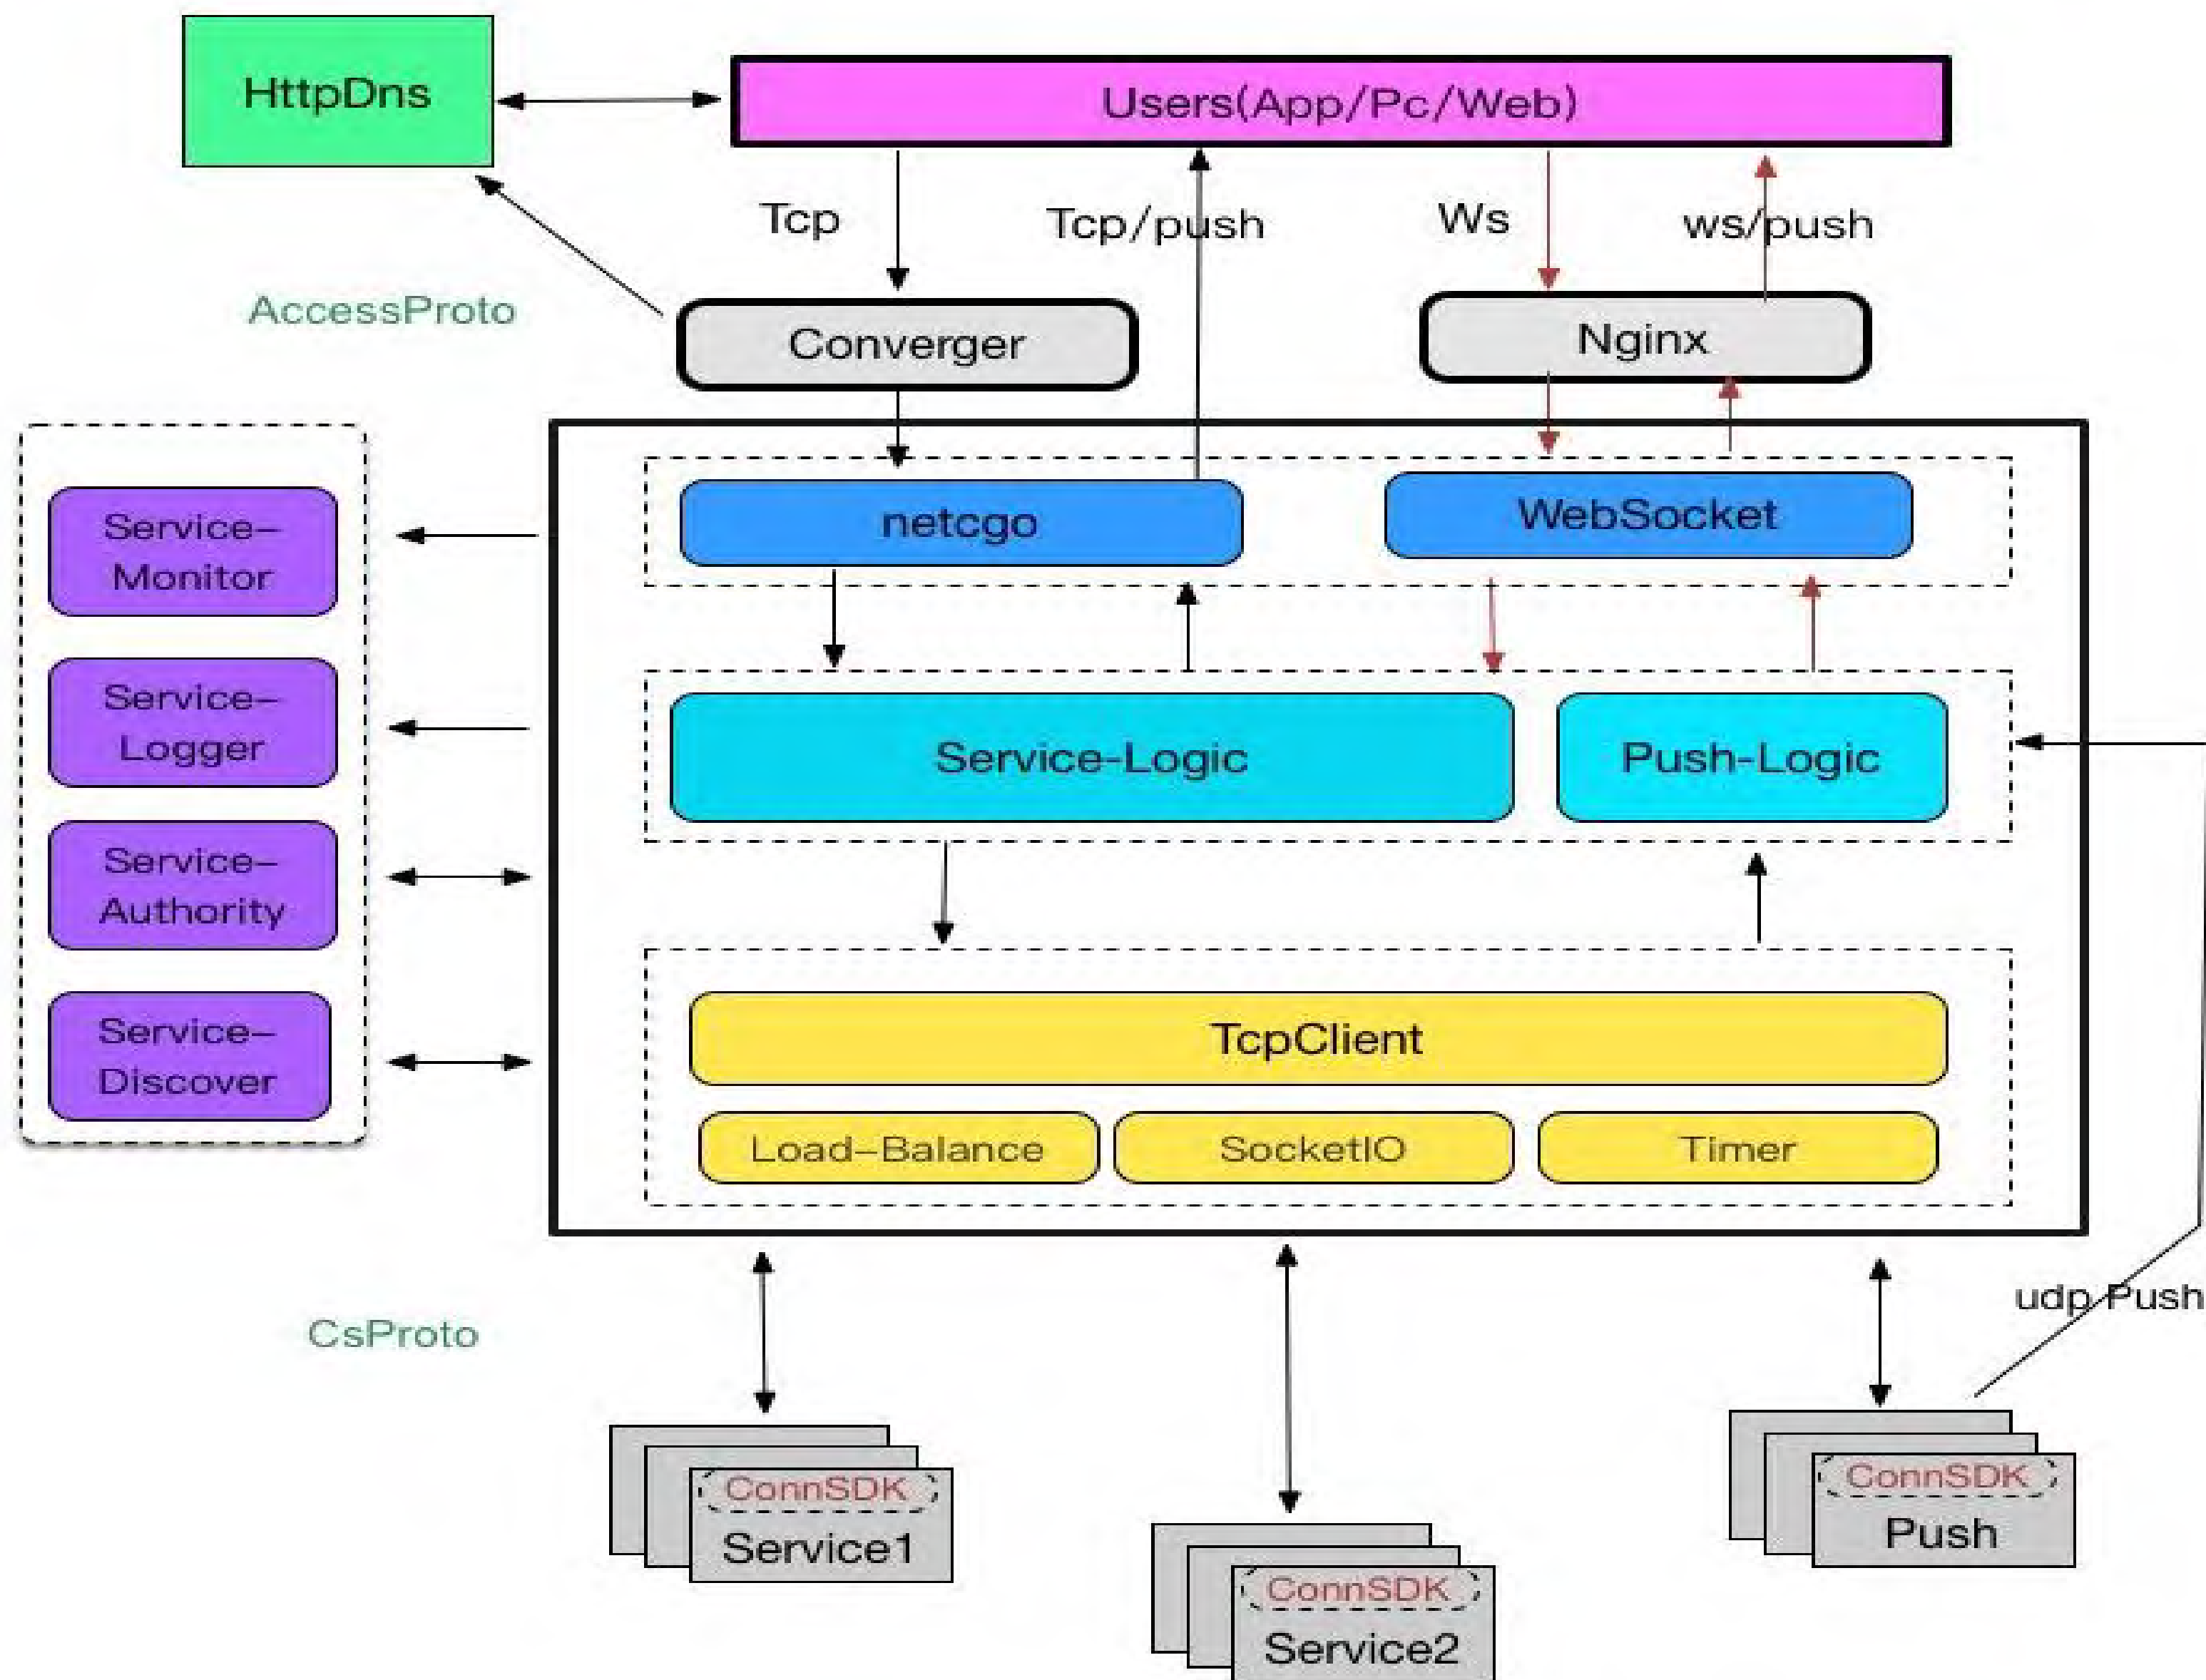 HttpDns
Users(App/Pc/Web)
Tcp
Tcp/push
Ws
ws/push
AccessProto
Converger
Nginx
netcgo
WebSocket
Service–
Monitor
Service–
Logger
Service–
Authority
Service–
Discover
Service-Logic
Push-Logic
TcpClient
Load–Balance
SocketIO
Timer
CsProto
udp Push
ConnSDK
Service1
ConnSDK
Service2
ConnSDK
Push